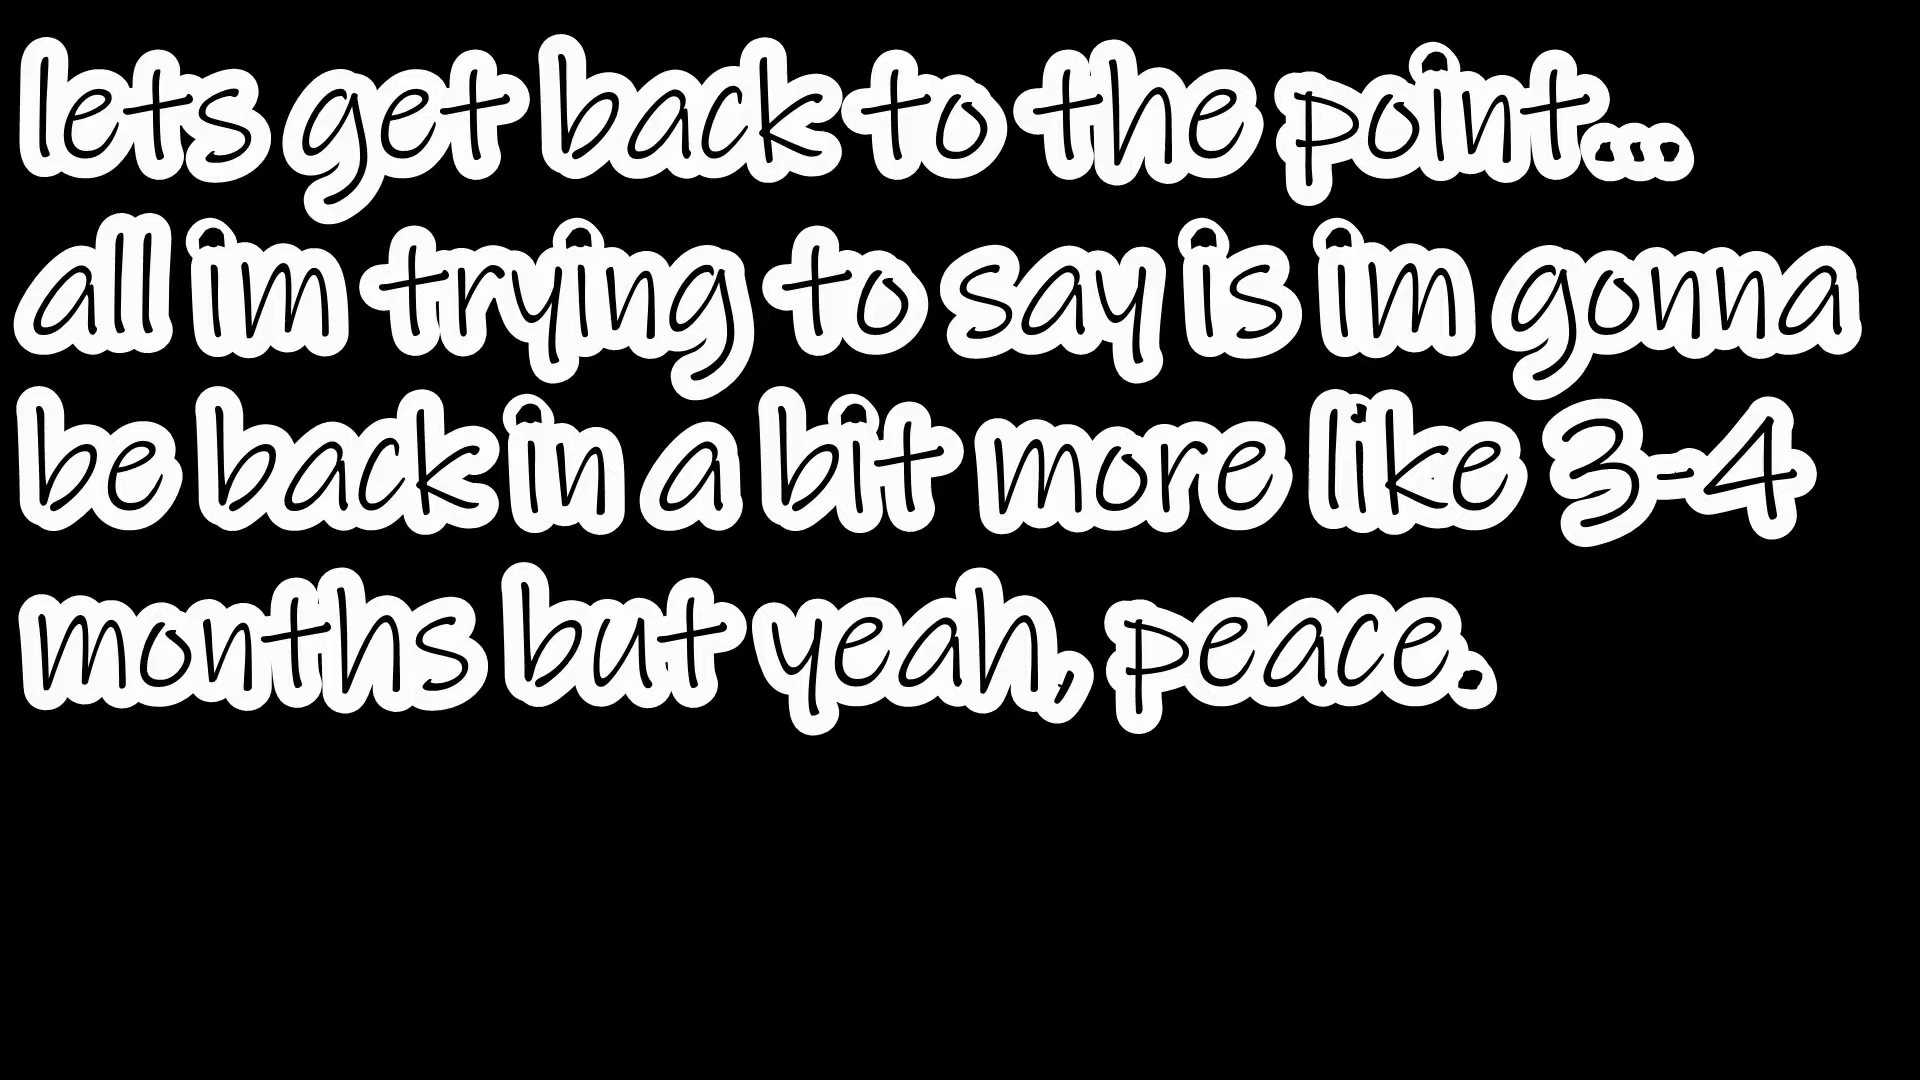 lets get back to the point...
all im trying to say is im gonna
be back in a bit more like 3-4
months but yeah, peace.